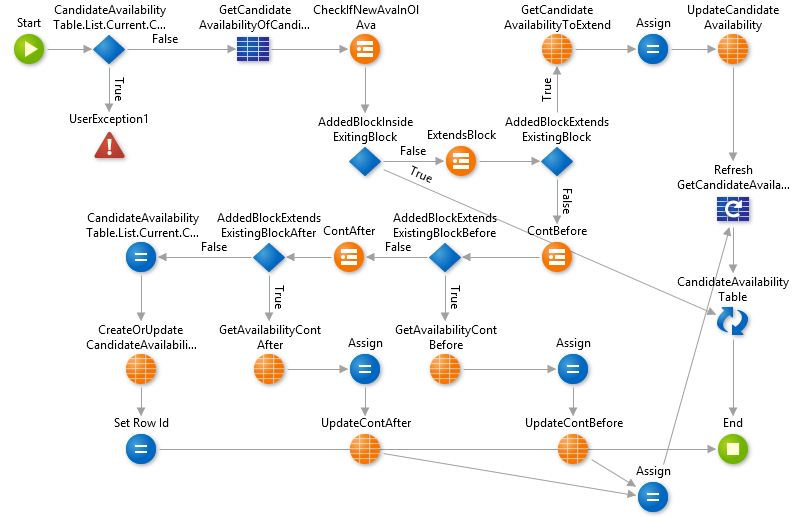 Start
CandidateAvailability
Table.List.Current.C...
False
True
UserException1
GetCandidate
AvailabilityOfCandi...
CheckIfNewAvaInOl
Ava
GetCandidate
AvailabilityToExtend
Assign
UpdateCandidate
Availability
AddedBlockInside
ExitingBlock
False
True
ExtendsBlock
AddedBlockExtends
ExistingBlock
True
False
Refresh
GetCandidateAvaila...
CandidateAvailability
Table.List.Current.C...
False
AddedBlockExtends
ExistingBlockAfter
True
ContAfter
False
AddedBlockExtends
ExistingBlockBefore
True
ContBefore
CandidateAvailability
Table
CreateOrUpdate
CandidateAvailabili...
GetAvailabilityCont
After
Assign
GetAvailabilityCont
Before
Assign
Set Row Id
UpdateContAfter
UpdateContBefore
End
Assign